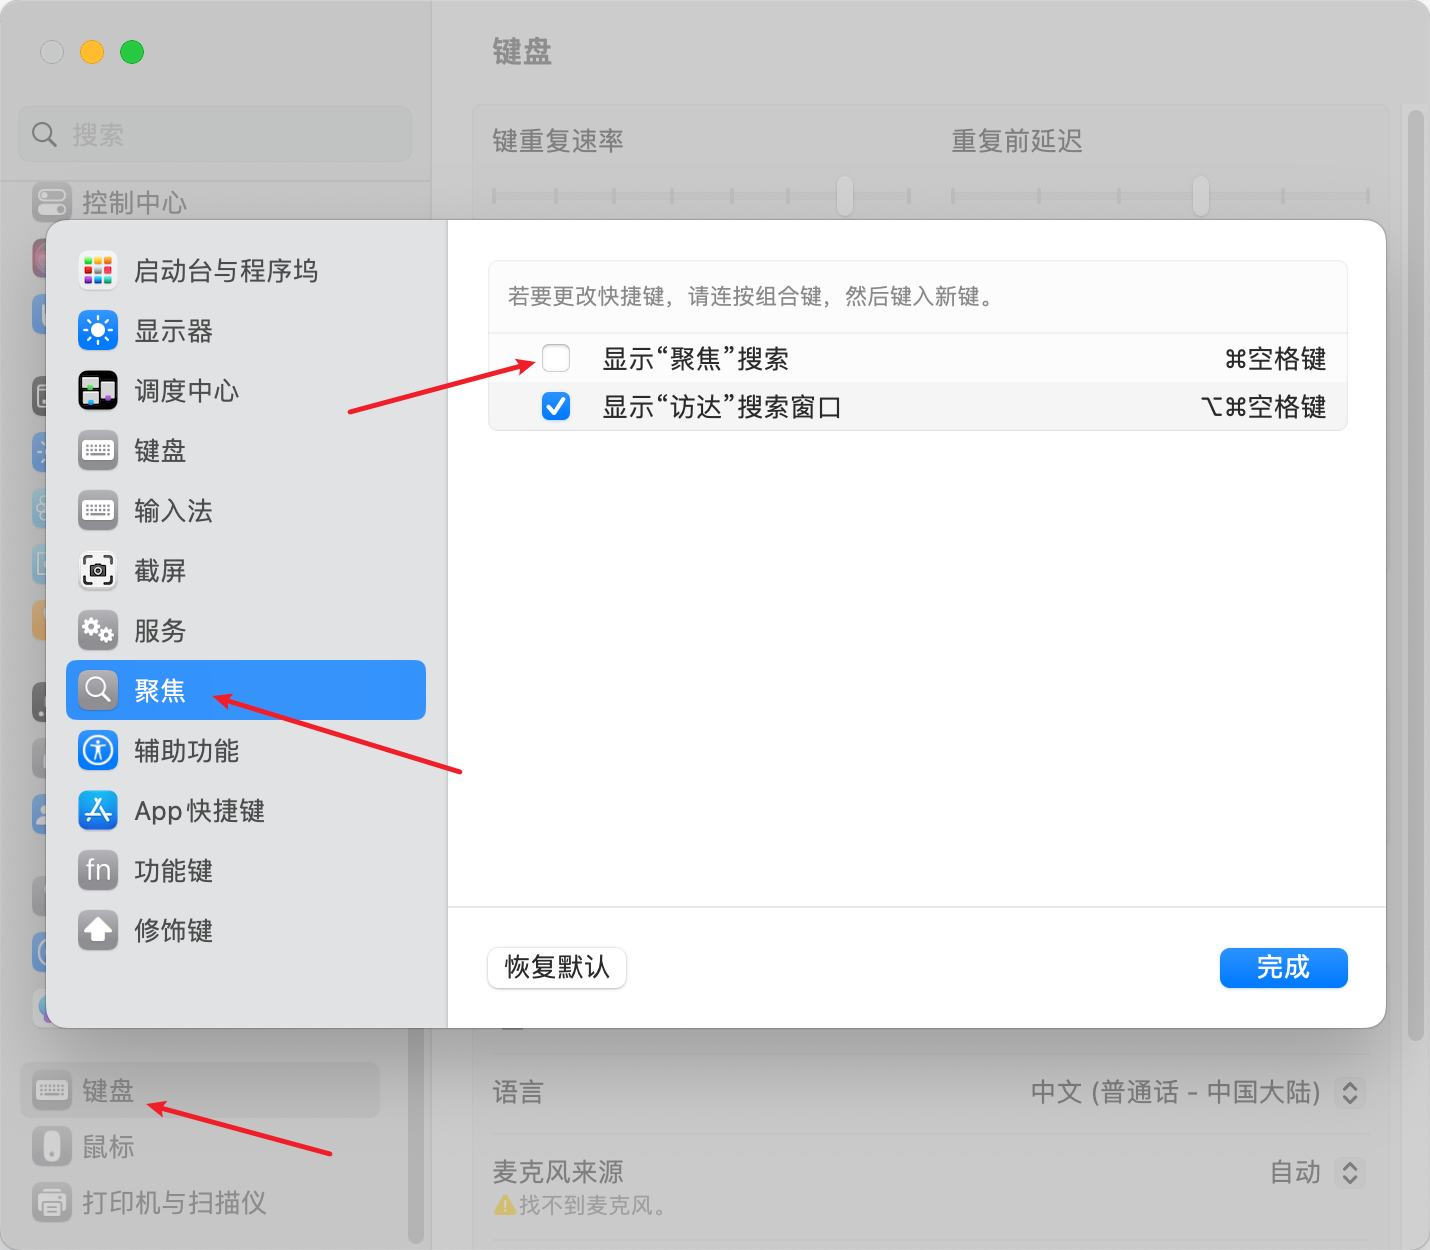 键盘
搜索
键重复速率
重复前延迟
控制中心
启动台与程序坞
显示器
调度中心
键盘
输入法
截屏
服务
聚焦
辅助功能
App快捷键
fn
功能键
修饰键
若要更改快捷键，请连按组合键，然后键入新键。
显示“聚焦”搜索
⌘空格键
显示“访达”搜索窗口
⌥⌘空格键
恢复默认
完成
键盘
鼠标
打印机与扫描仪
语言
中文 (普通话 - 中国大陆)
麦克风来源
自动
找不到麦克风。